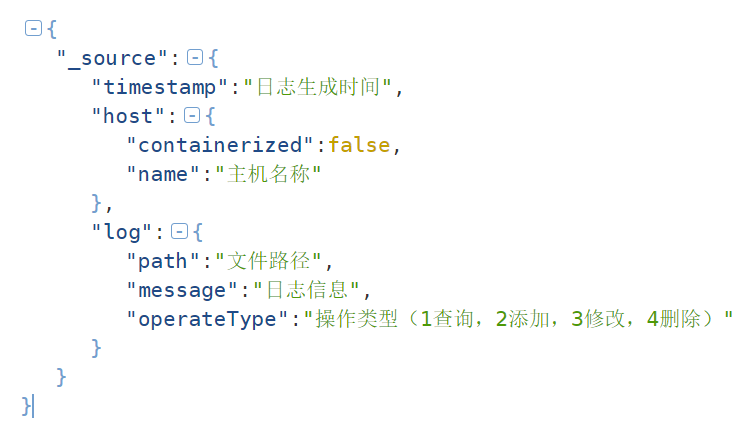 {
"_source":{
"timestamp":"日志生成时间",
"host":{
"containerized":false,
"name":"主机名称"
},
"log":{
"path":"文件路径",
"message":"日志信息",
"operateType":"操作类型（1查询，2添加，3修改，4删除）"
}
}
}